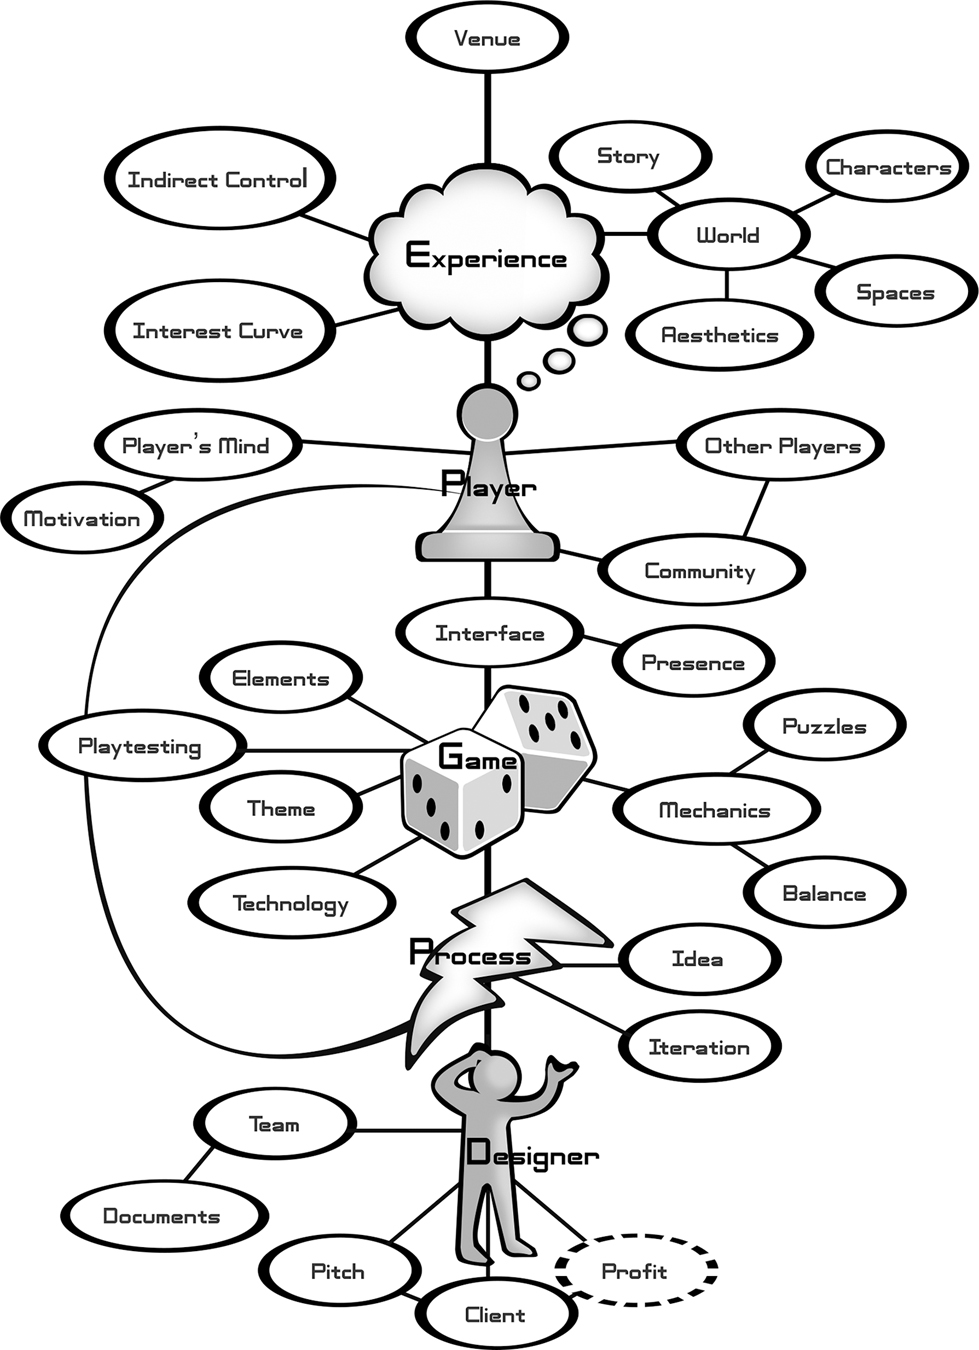 Venue
Indirect Control
Story
Characters
World
Experience
Spaces
Interest Curve
Aesthetics
Player's Mind
Other Players
Player
Motivation
Community
Interface
Presence
Elements
Puzzles
Playtesting
Game
Theme
Mechanics
Technology
Balance
Process
Idea
Iteration
Team
Designer
Documents
Pitch
Profit
Client